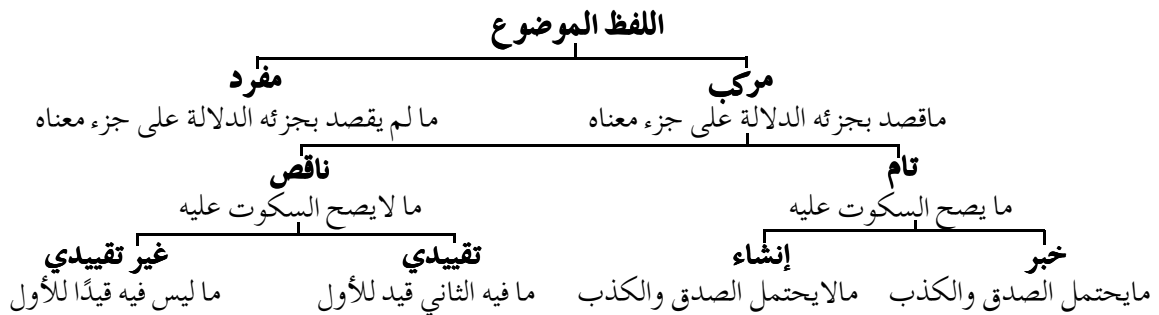 اللفظ الموضوع
مركب مفرد
ماقصد بجزئه الدلالة على جزء معناه ما لم يقصد بجزئه الدلالة على جزء معناه
تام ناقص
ما يصح السكوت عليه ما لايصح السكوت عليه
خبر إنشاء تقييدي غير تقييدي
مايحتمل الصدق والكذب مالايحتمل الصدق والكذب ما فيه الثاني قيد للأول ما ليس فيه قيدًا للأول